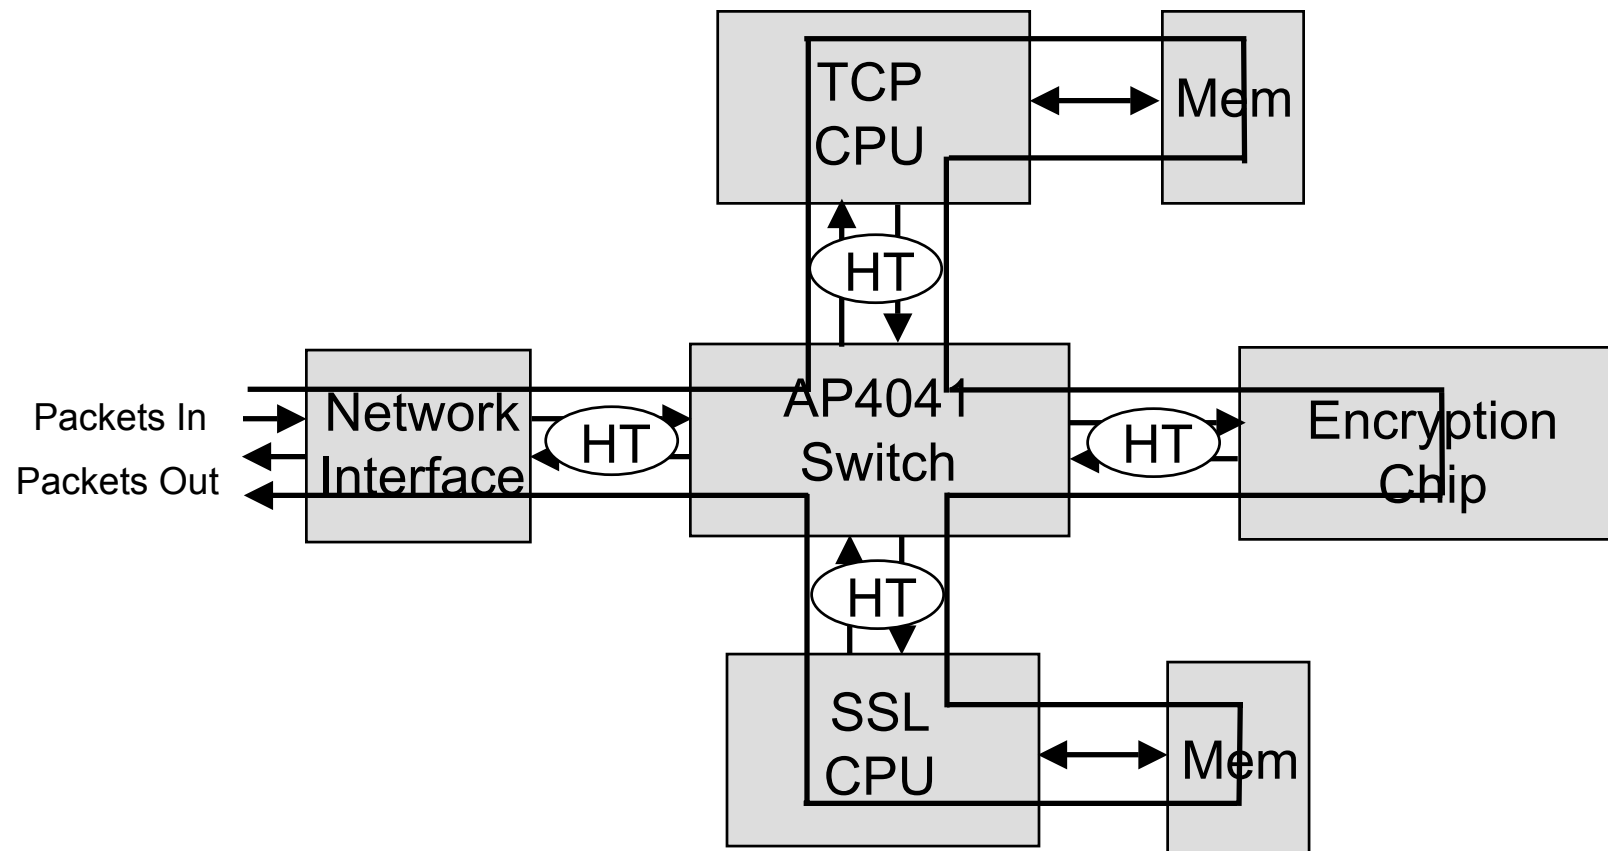 TCP
CPU
Mem
HT
Packets In
Packets Out
Network
Interface
HT
AP4041
Switch
HT
Encryption
Chip
HT
SSL
CPU
Mem